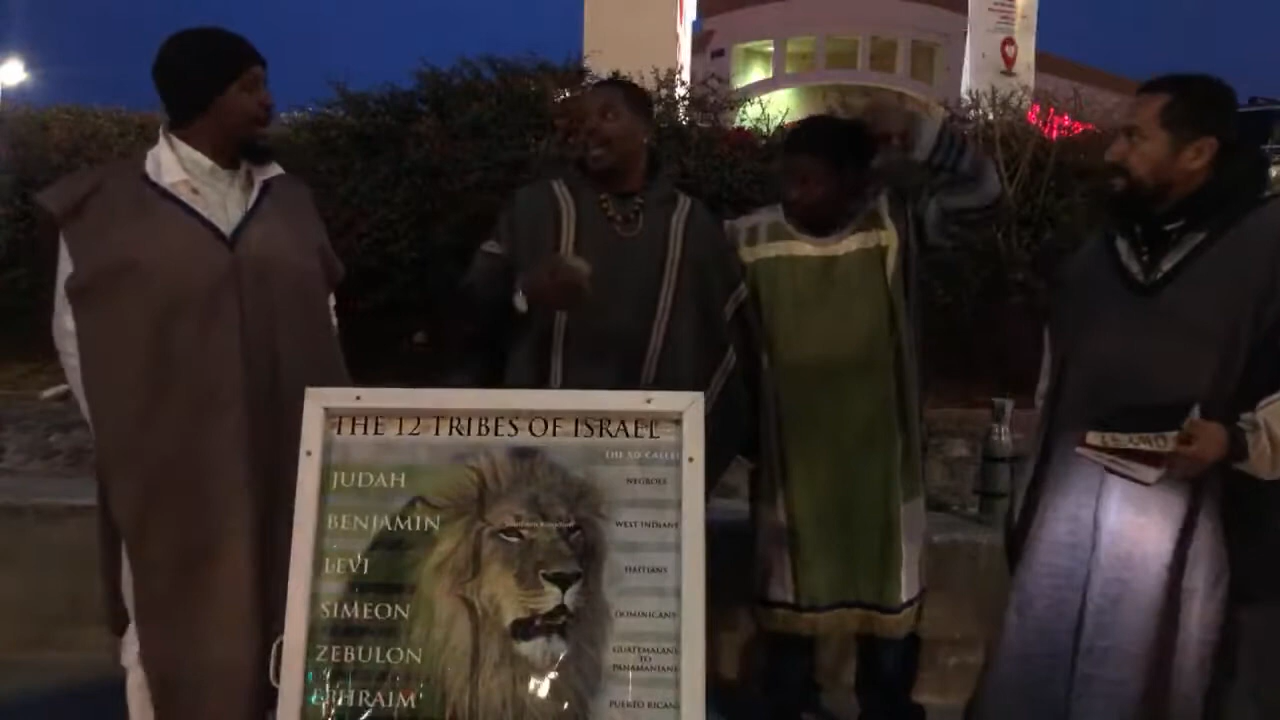 THE 12 TRIBES OF ISRAEL
THE SO CALLED
JUDAH
NEGROES
BENJAMIN
WEST INDIANS
LEVI
HAITIANS
SIMEON
DOMINICANS
ZEBULON
GUATEMALANS
TO
PANAMANIANS
EPHRAIM
PUERTO RICANS